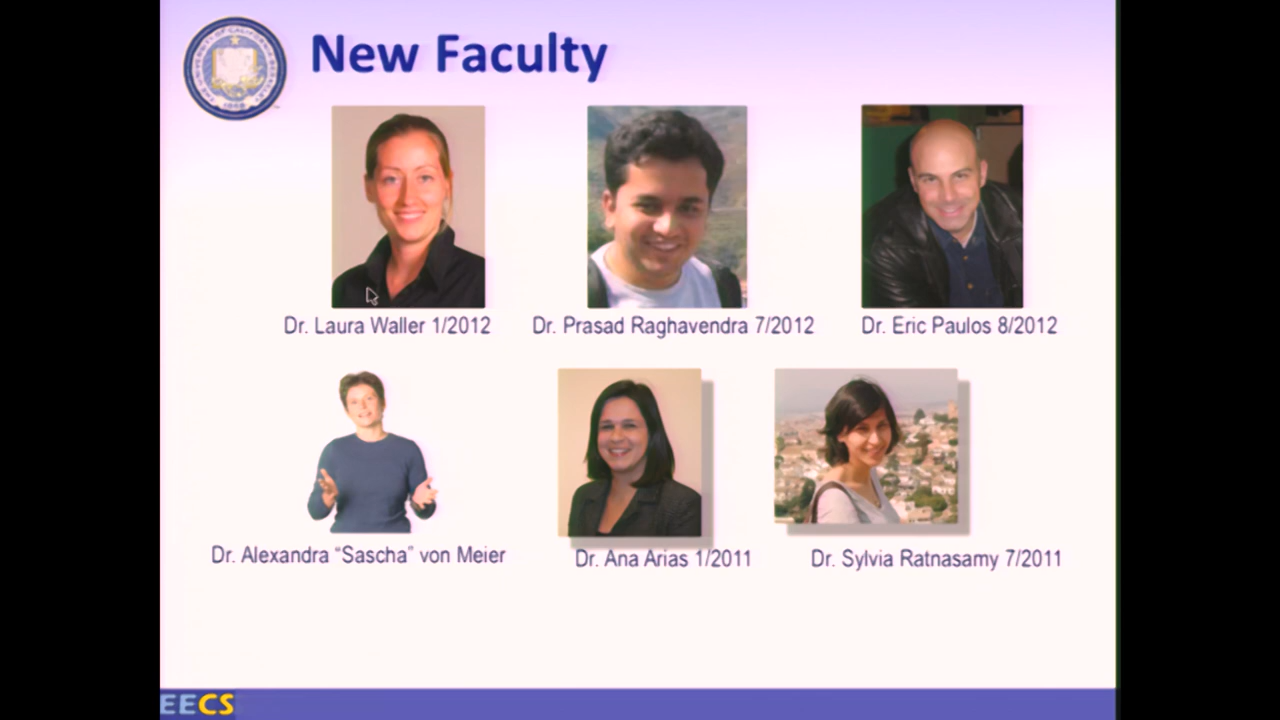 New Faculty
Dr. Laura Waller 1/2012
Dr. Prasad Raghavendra 7/2012
Dr. Eric Paulos 8/2012
Dr. Alexandra “Sascha” von Meier
Dr. Ana Arias 1/2011
Dr. Sylvia Ratnasamy 7/2011
EECS